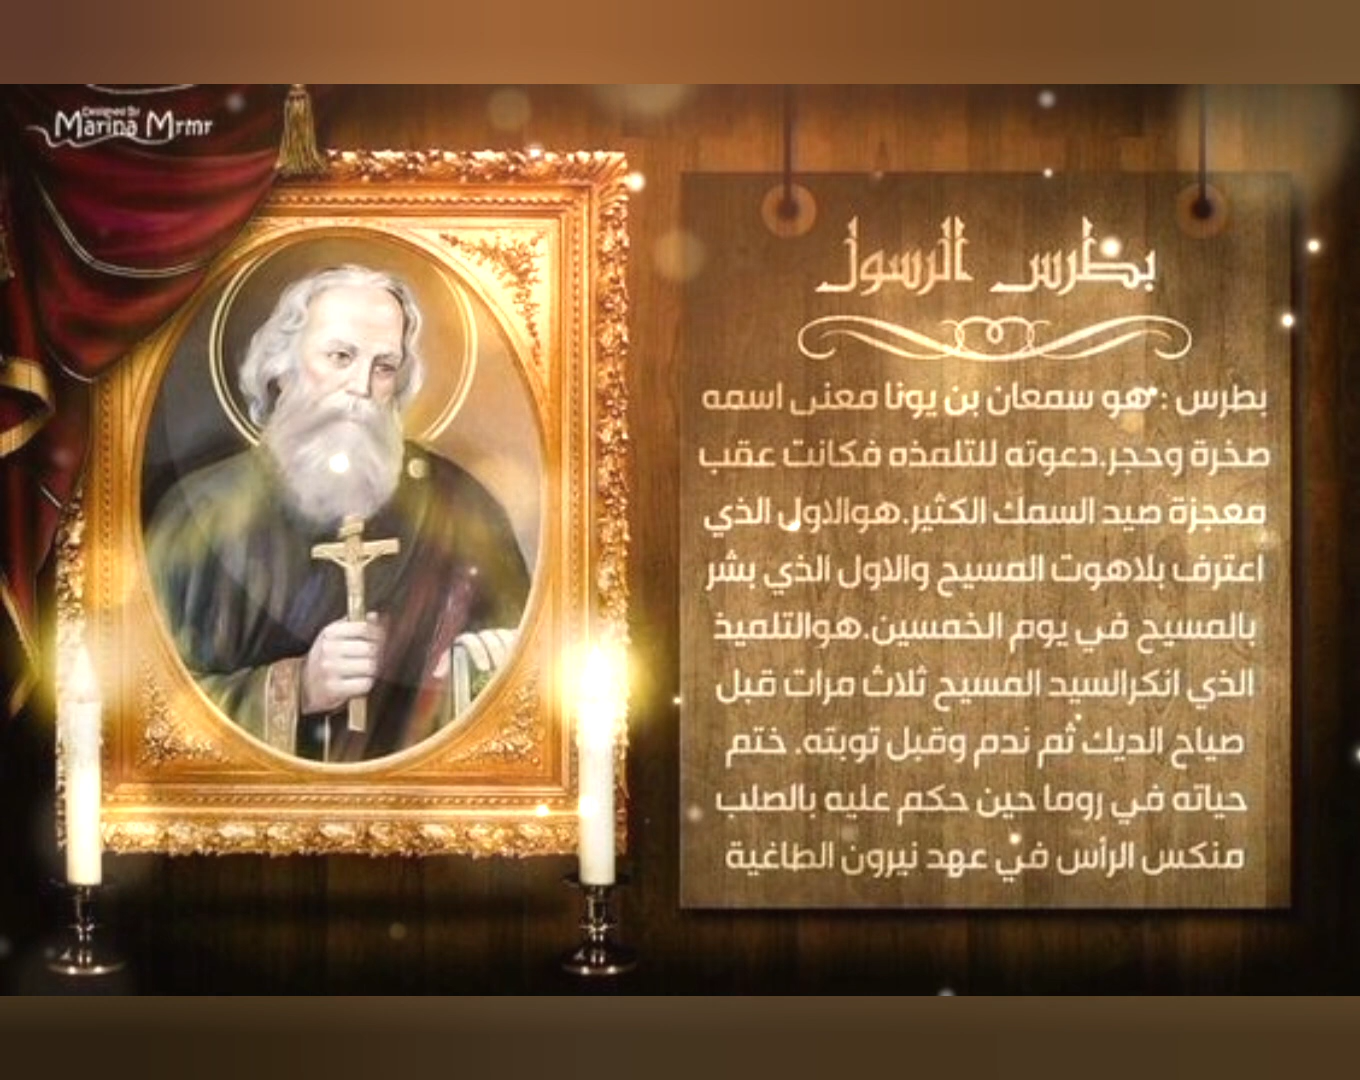 Designed By
Marina Mrmr
بطرس الرسول
بطرس : هو سمعان بن يونا معنى اسمه
صخرة وحجر.دعوته للتلمذه فكانت عقب
معجزة صيد السمك الكثير.هوالاول الذي
اعترف بلاهوت المسيح والاول الذي بشر
بالمسيح في يوم الخمسين.هوالتلميذ
الذي انكرالسيد المسيح ثلاث مرات قبل
صياح الديك ثم ندم وقبل توبته. ختم
حياته في روما حين حكم عليه بالصلب
منكس الرأس في عهد نيرون الطاغية